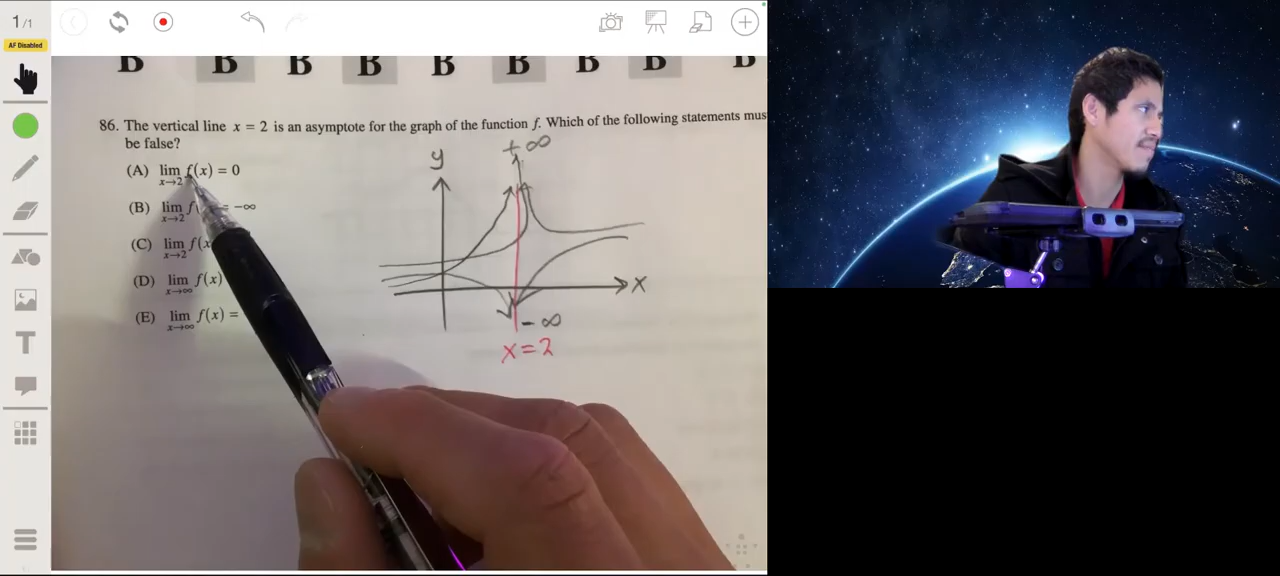 1/1
AF Disabled
B B B B B B B B
86. The vertical line x = 2 is an asymptote for the graph of the function f. Which of the following statements mus
be false?
(A) lim x→2 f(x) = 0
(B) lim x→2 f = −∞
(C) lim x→2 f(x
(D) lim x→∞ f(x)
(E) lim x→∞ f(x) =
+∞
y
x
−∞
x=2
T